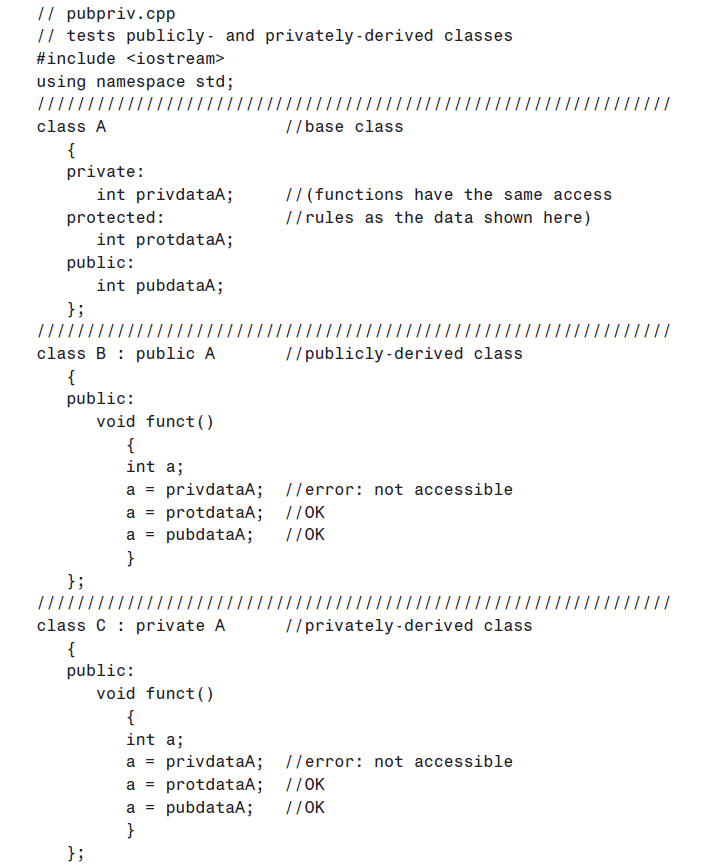 // pubpriv.cpp
// tests publicly- and privately-derived classes
#include <iostream>
using namespace std;
////////////////////////////////////////////////////////////////
class A                  //base class
   {
   private:
      int privdataA;     //(functions have the same access
   protected:            //rules as the data shown here)
      int protdataA;
   public:
      int pubdataA;
   };
////////////////////////////////////////////////////////////////
class B : public A       //publicly-derived class
   {
   public:
      void funct()
         {
         int a;
         a = privdataA;  //error: not accessible
         a = protdataA;  //OK
         a = pubdataA;   //OK
         }
   };
////////////////////////////////////////////////////////////////
class C : private A      //privately-derived class
   {
   public:
      void funct()
         {
         int a;
         a = privdataA;  //error: not accessible
         a = protdataA;  //OK
         a = pubdataA;   //OK
         }
   };